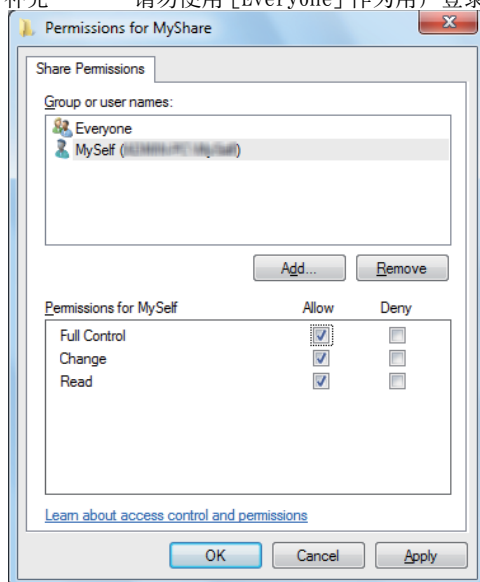 补充 请勿使用[Everyone]作为用户登录
Permissions for MyShare
Share Permissions
Group or user names:
Everyone
MySelf (
Add... Remove
Permissions for MySelf Allow Deny
Full Control
Change
Read
Learn about access control and permissions
OK Cancel Apply